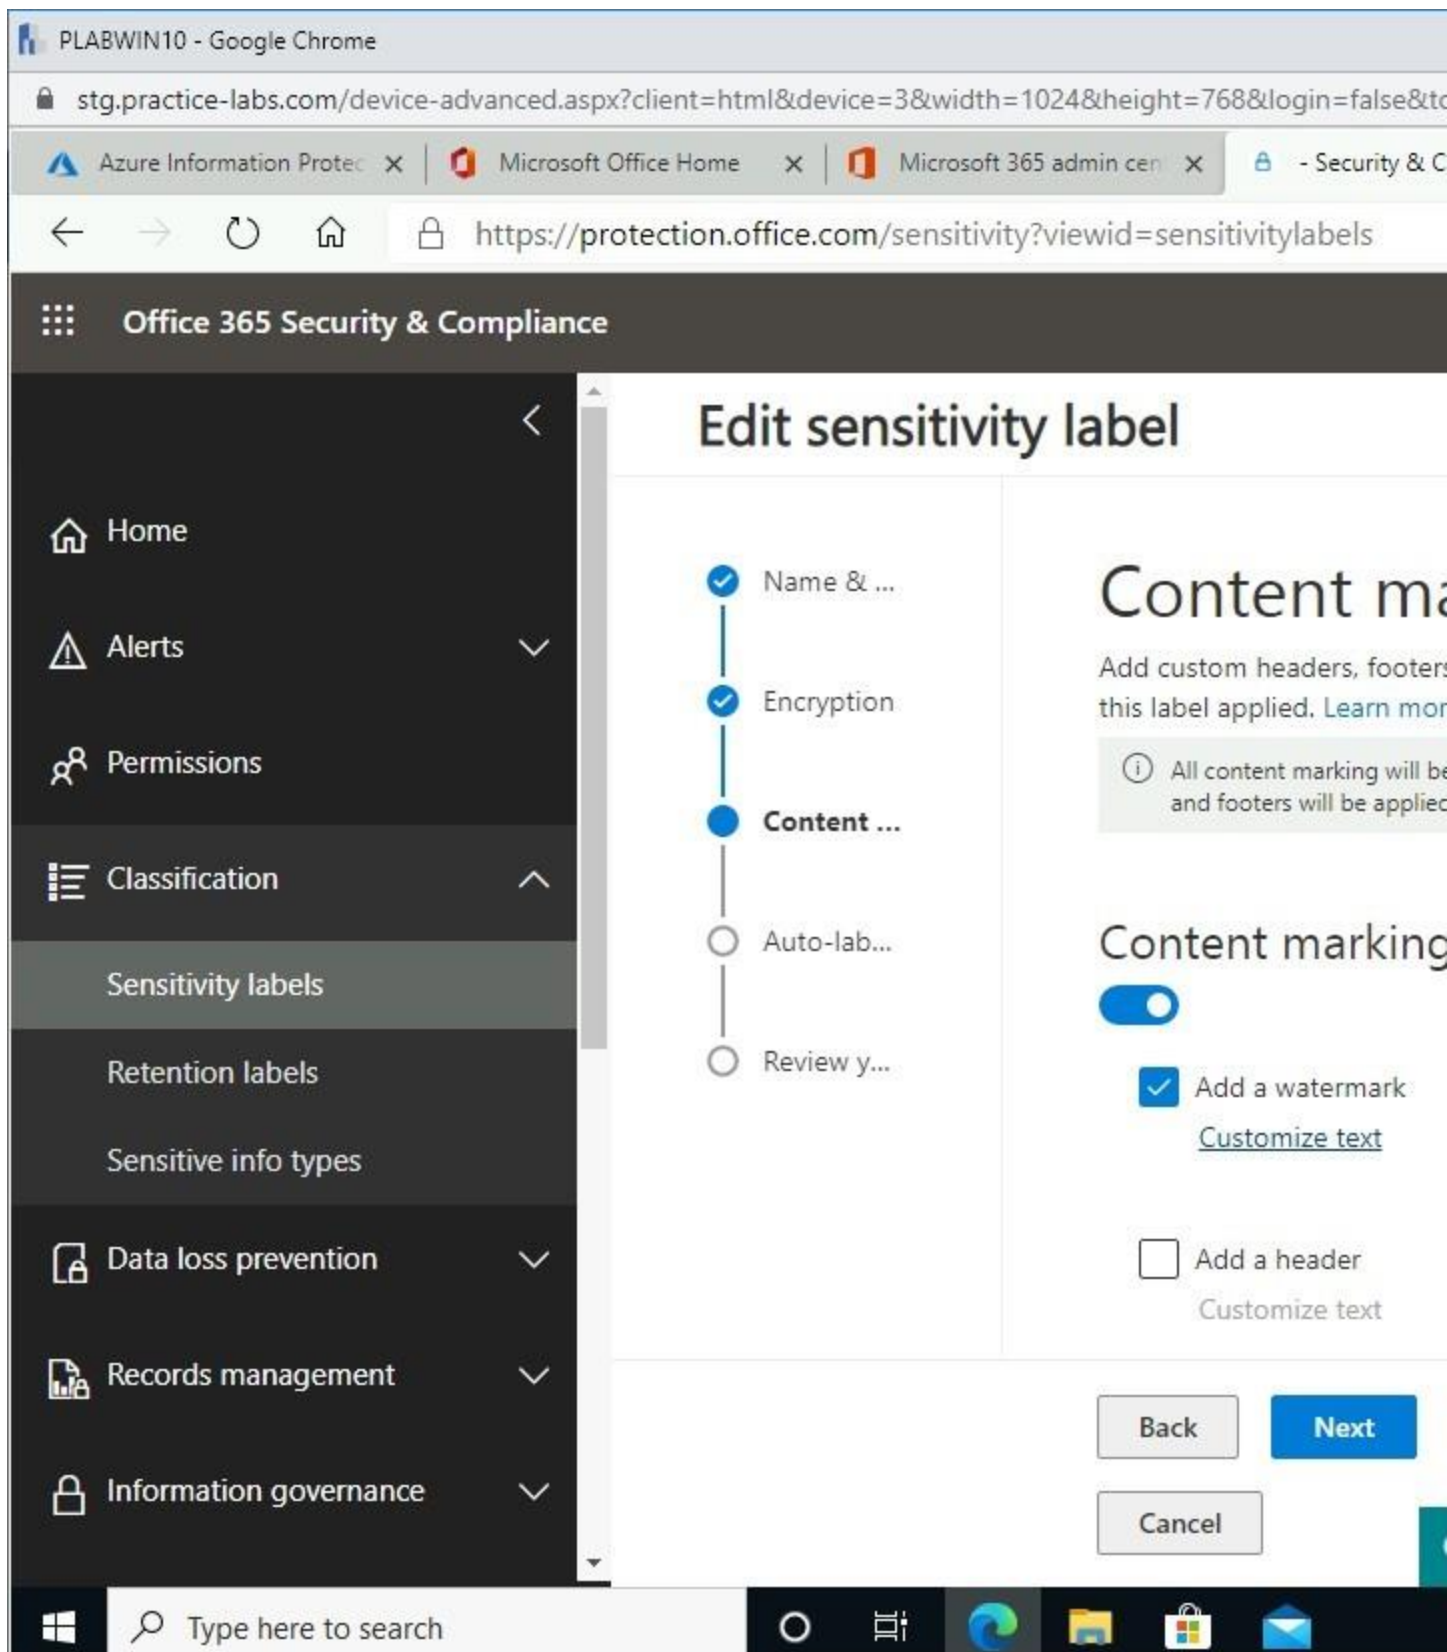 PLABWIN10 - Google Chrome
stg.practice-labs.com/device-advanced.aspx?client=html&device=3&width=1024&height=768&login=false&to
Azure Information Protec
Microsoft Office Home
Microsoft 365 admin cen
- Security & C
https://protection.office.com/sensitivity?viewid=sensitivitylabels
Office 365 Security & Compliance
Home
Alerts
Permissions
Classification
Sensitivity labels
Retention labels
Sensitive info types
Data loss prevention
Records management
Information governance
Edit sensitivity label
Name & ...
Encryption
Content ...
Auto-lab...
Review y...
Content ma
Add custom headers, footers
this label applied. Learn mor
All content marking will be
and footers will be applied
Content marking
Add a watermark
Customize text
Add a header
Customize text
Back
Next
Cancel
Type here to search